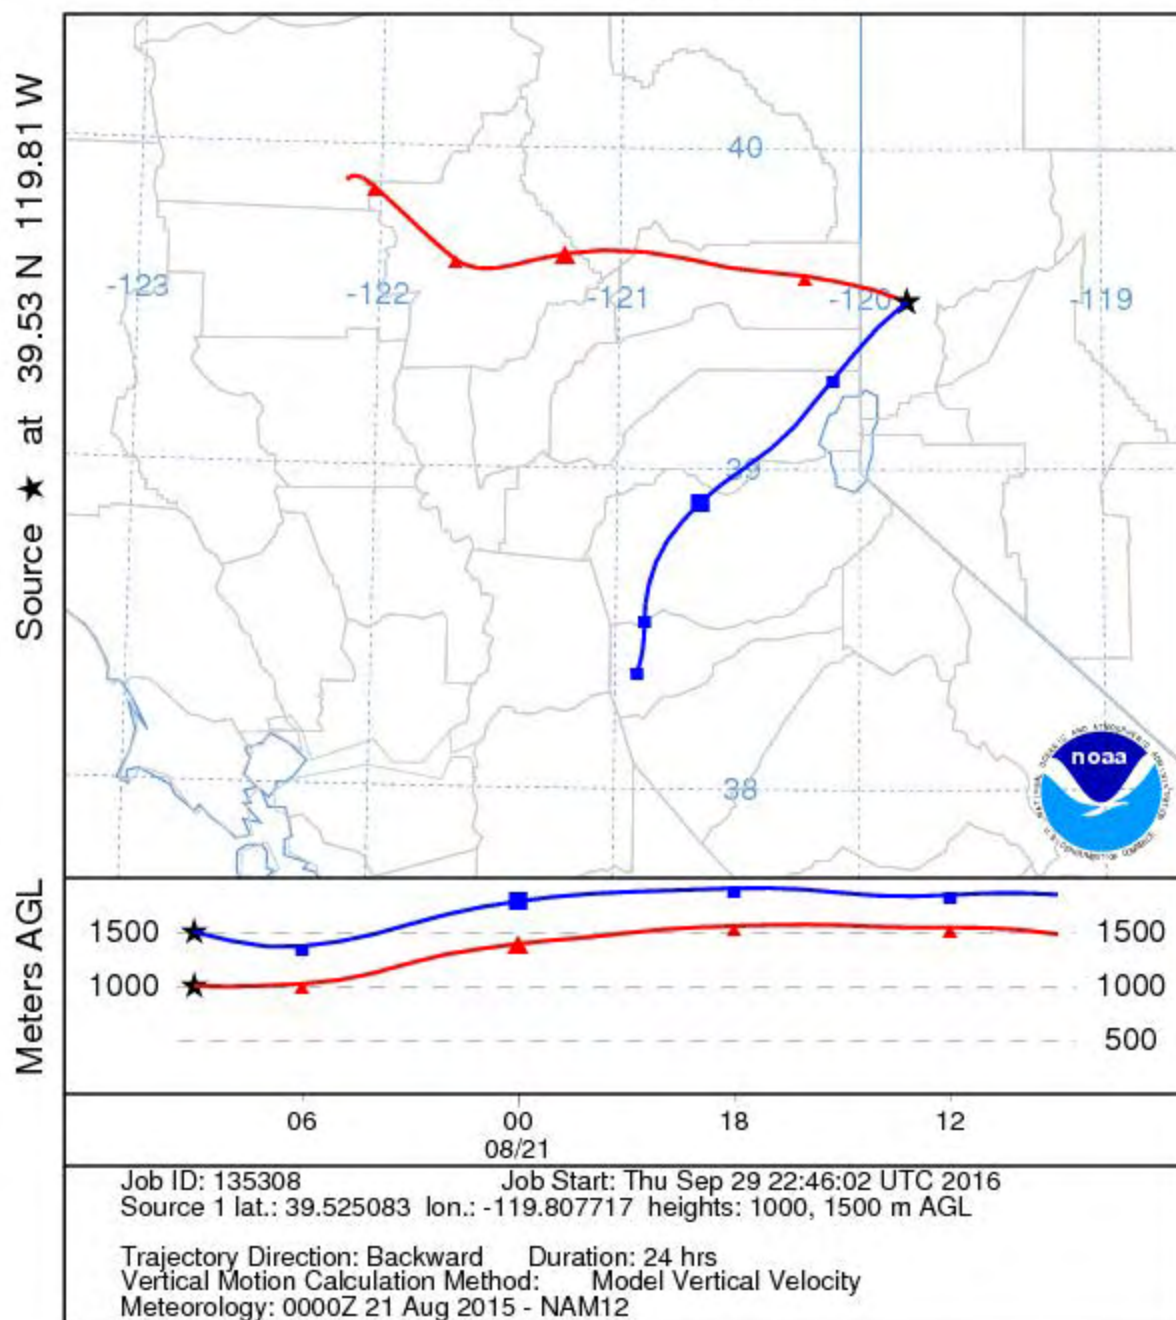 Source ★ at 39.53 N 119.81 W
40
-123
-122
-121
-120
-119
39
38
noaa
Meters AGL
1500
1500
1000
1000
500
06
00
18
12
08/21
Job ID: 135308 Job Start: Thu Sep 29 22:46:02 UTC 2016
Source 1 lat.: 39.525083 lon.: -119.807717 heights: 1000, 1500 m AGL
Trajectory Direction: Backward Duration: 24 hrs
Vertical Motion Calculation Method: Model Vertical Velocity
Meteorology: 0000Z 21 Aug 2015 - NAM12